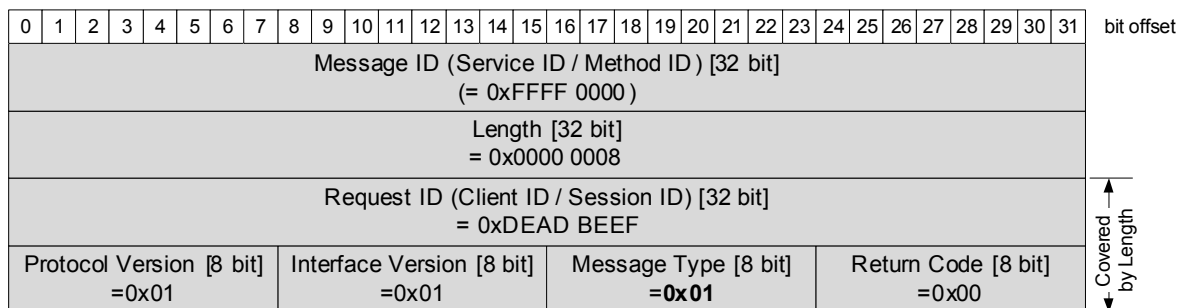 0 1 2 3 4 5 6 7 8 9 10 11 12 13 14 15 16 17 18 19 20 21 22 23 24 25 26 27 28 29 30 31 bit offset
Message ID (Service ID / Method ID) [32 bit]
(= 0xFFFF 0000)
Length [32 bit]
= 0x0000 0008
Request ID (Client ID / Session ID) [32 bit]
= 0xDEAD BEEF
Protocol Version [8 bit] Interface Version [8 bit] Message Type [8 bit] Return Code [8 bit]
=0x01 =0x01 =0x01 =0x00
Covered
by Length